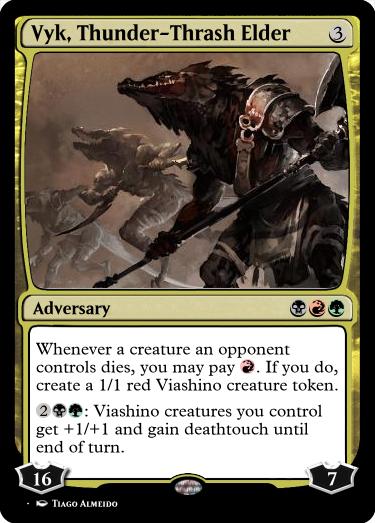 Vyk, Thunder-Thrash Elder 3
Adversary
Whenever a creature an opponent
controls dies, you may pay . If you do,
create a 1/1 red Viashino creature token.
2: Viashino creatures you control
get +1/+1 and gain deathtouch until
end of turn.
16 7
Tiago Almeido